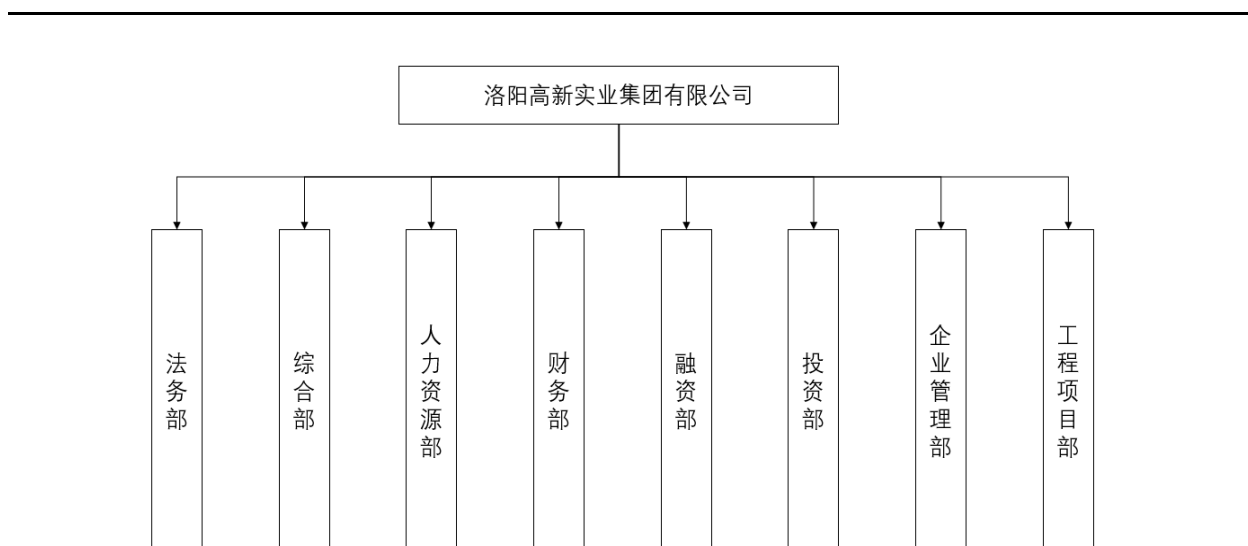 洛阳高新实业集团有限公司
法务部
综合部
人力资源部
财务部
融资部
投资部
企业管理部
工程项目部